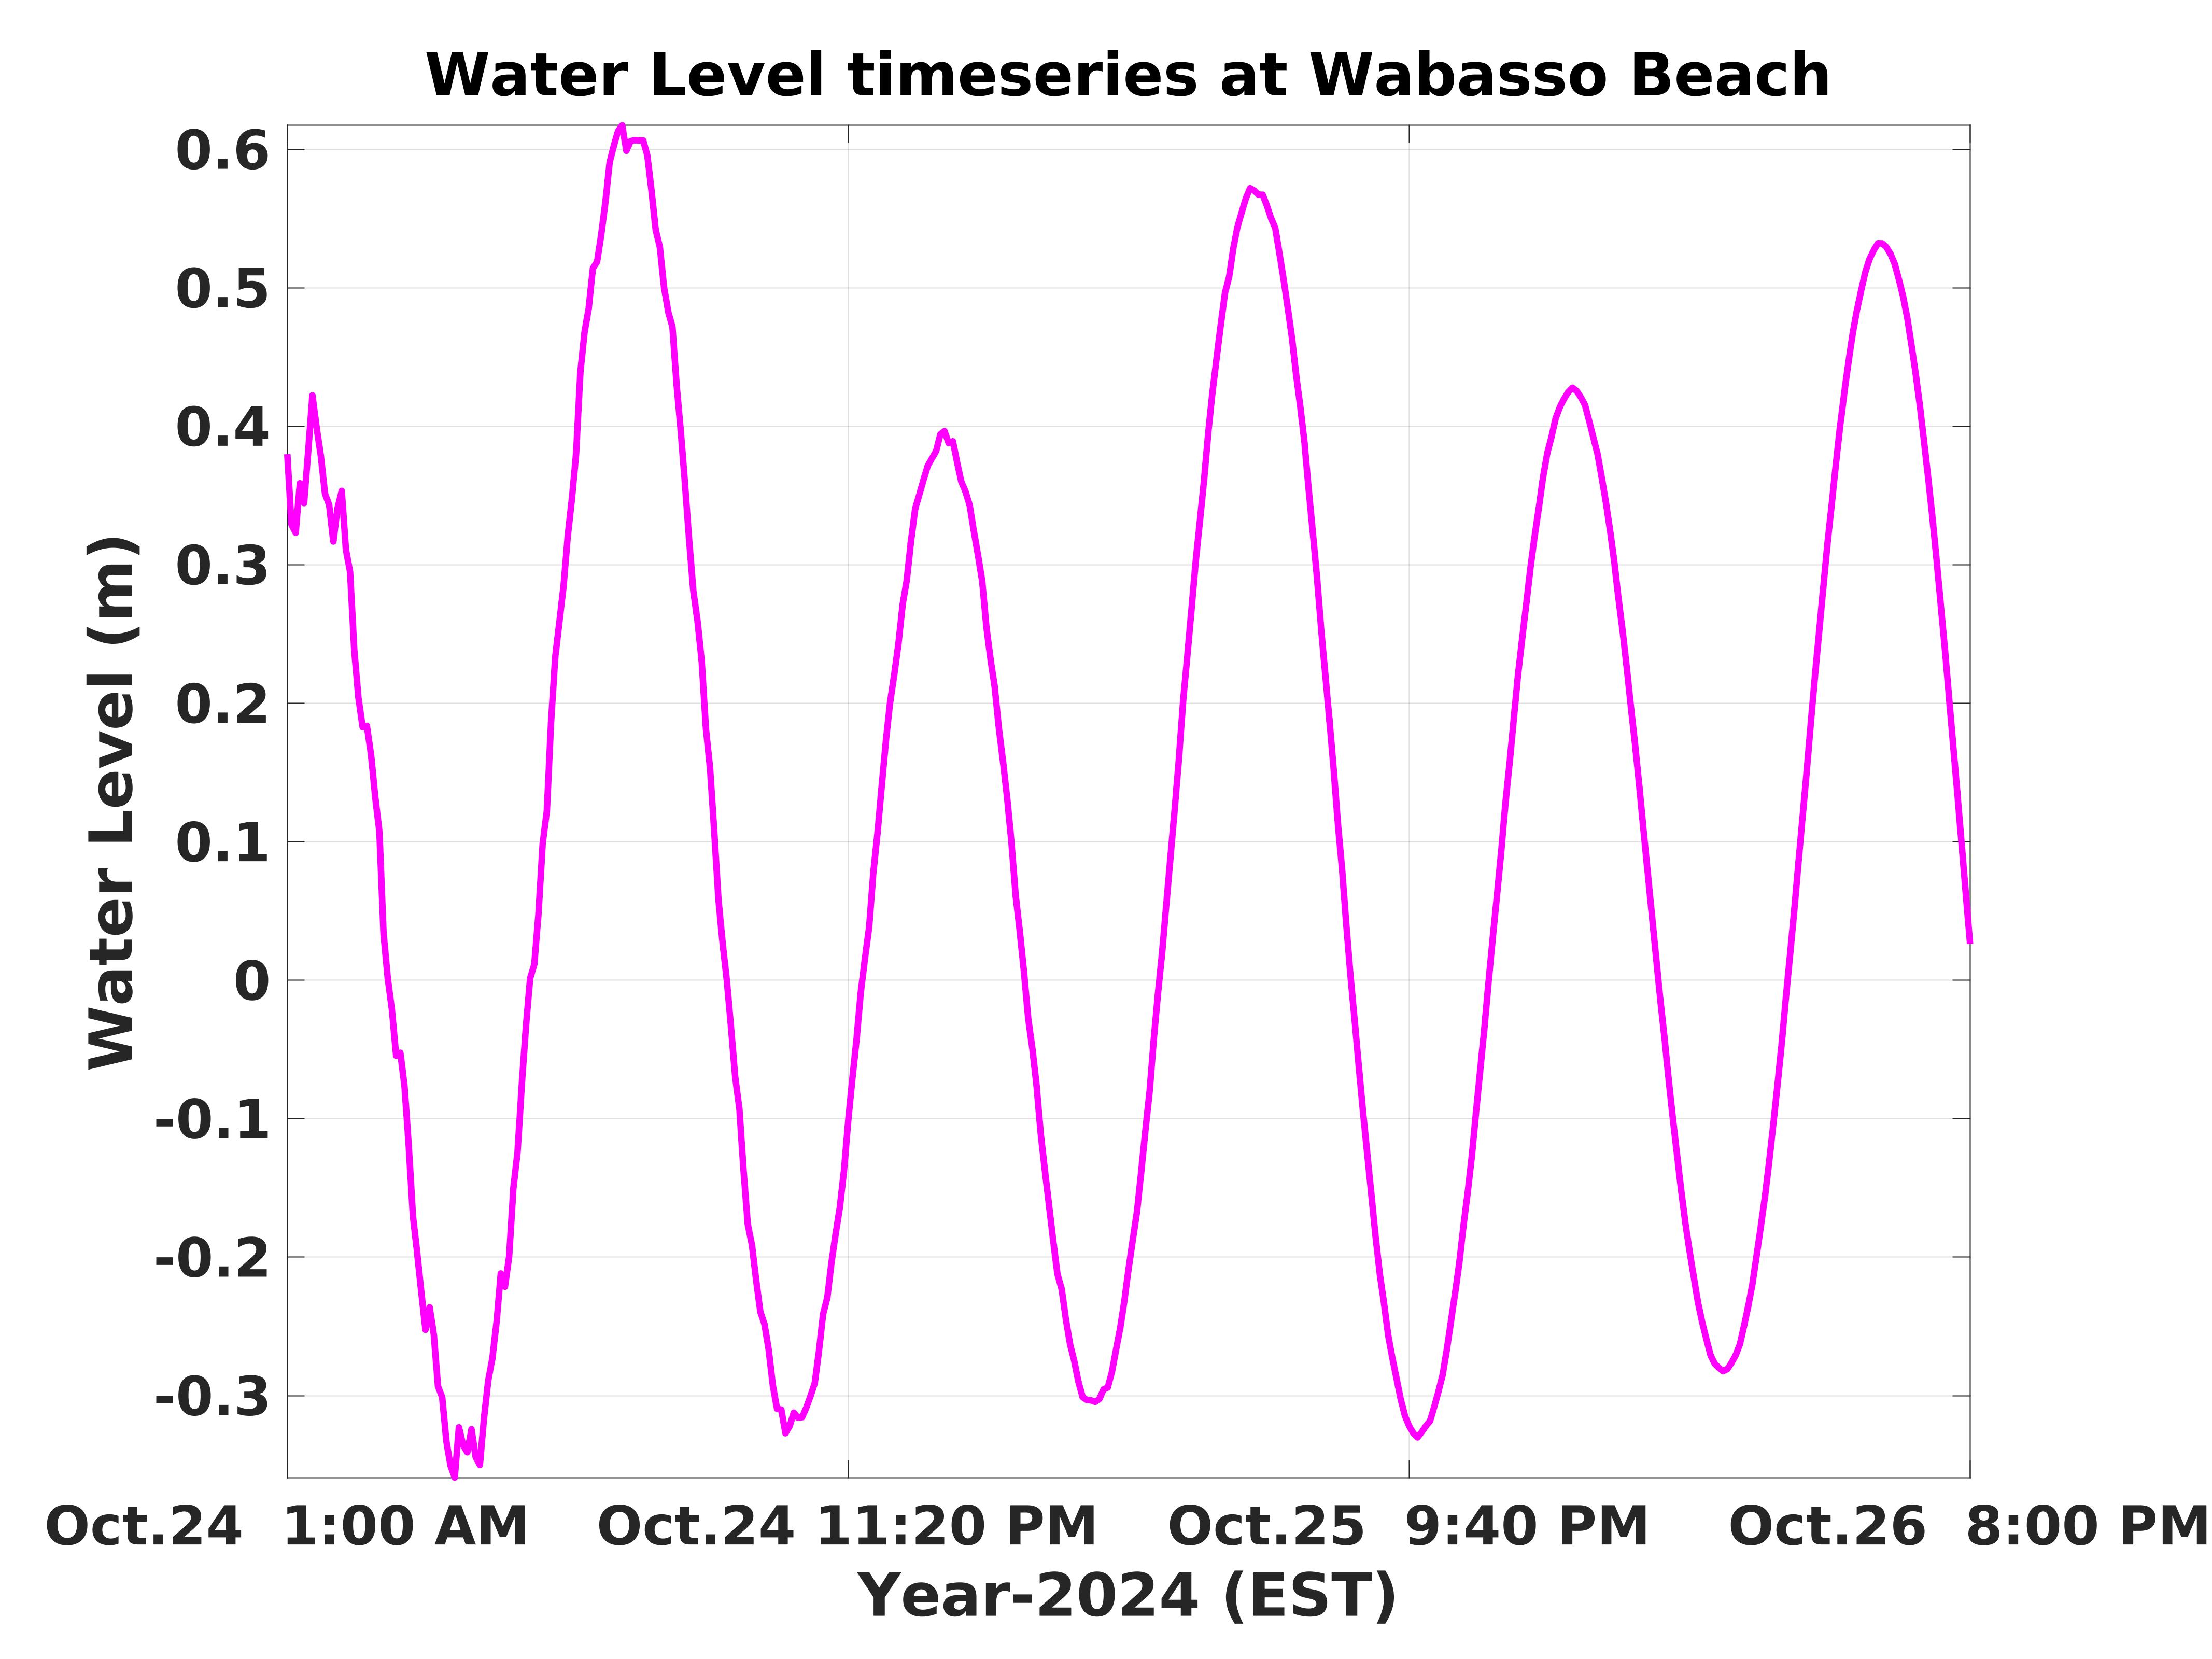 Water Level timeseries at Wabasso Beach
0.6
0.5
0.4
0.3
0.2
0.1
0
-0.1
-0.2
-0.3
Water Level (m)
Oct.24 1:00 AM Oct.24 11:20 PM Oct.25 9:40 PM Oct.26 8:00 PM
Year-2024 (EST)